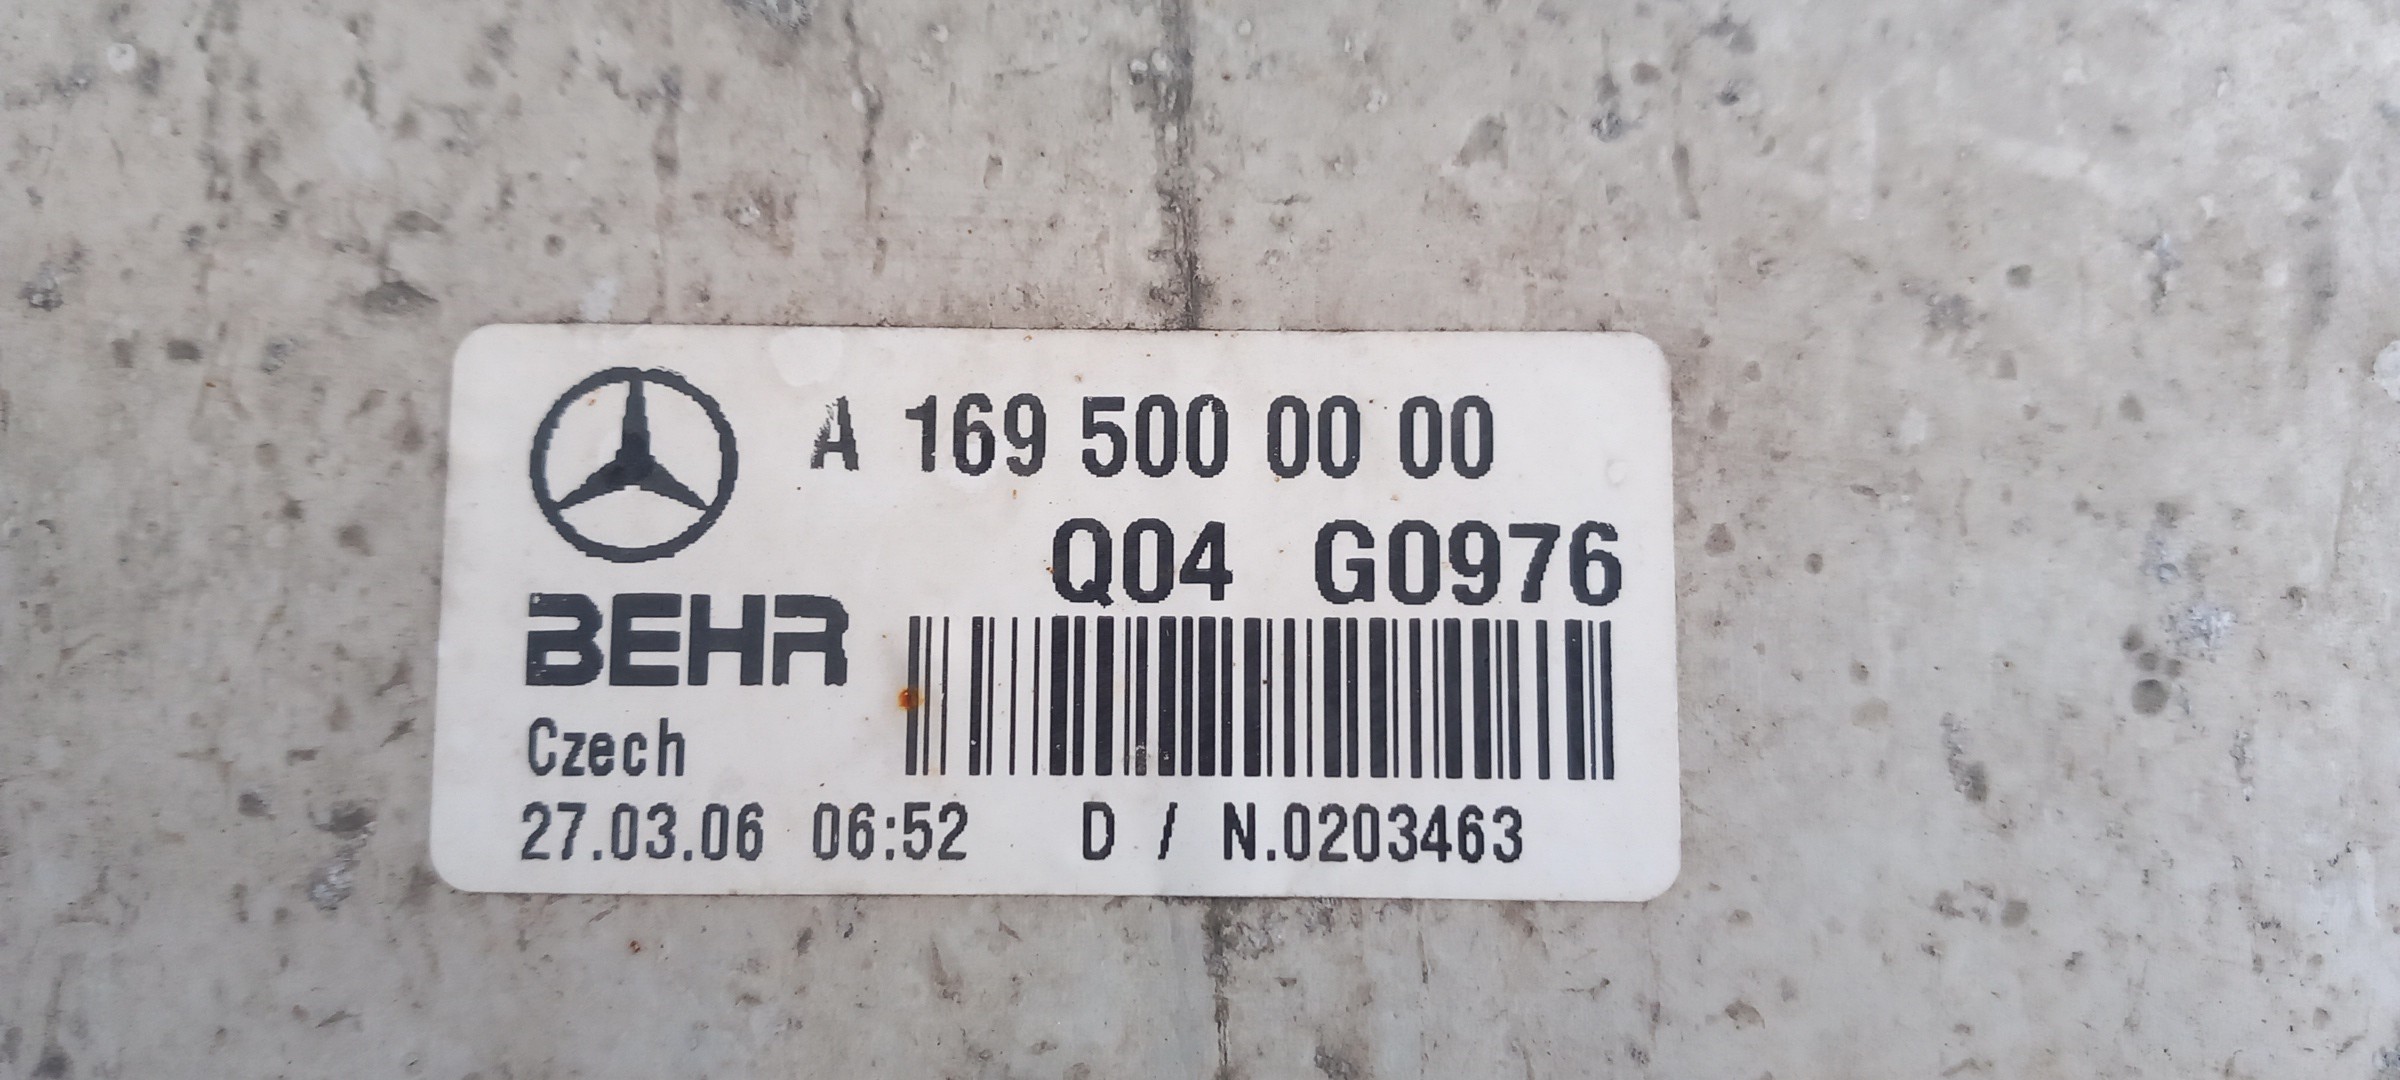 A 169 500 00 00
Q04 G0976
BEHR
Czech
27.03.06 06:52 D / N.0203463